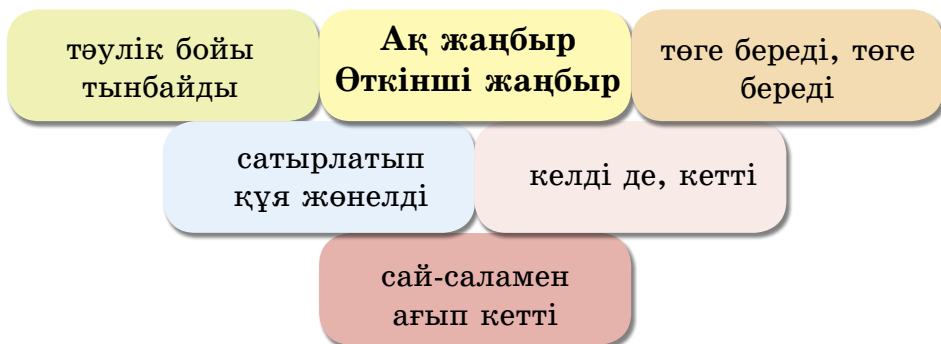 тәулік бойы
тынбайды
Ақ жаңбыр
Өткінші жаңбыр
төге береді, төге
береді
сатырлатып
құя жөнелді
келді де, кетті
сай-саламен
ағып кетті